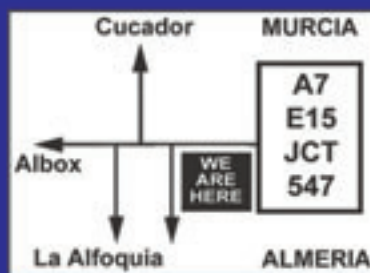 Cucador
MURCIA
A7
E15
JCT
547
Albox
WE
ARE
HERE
La Alfoquia
ALMERIA